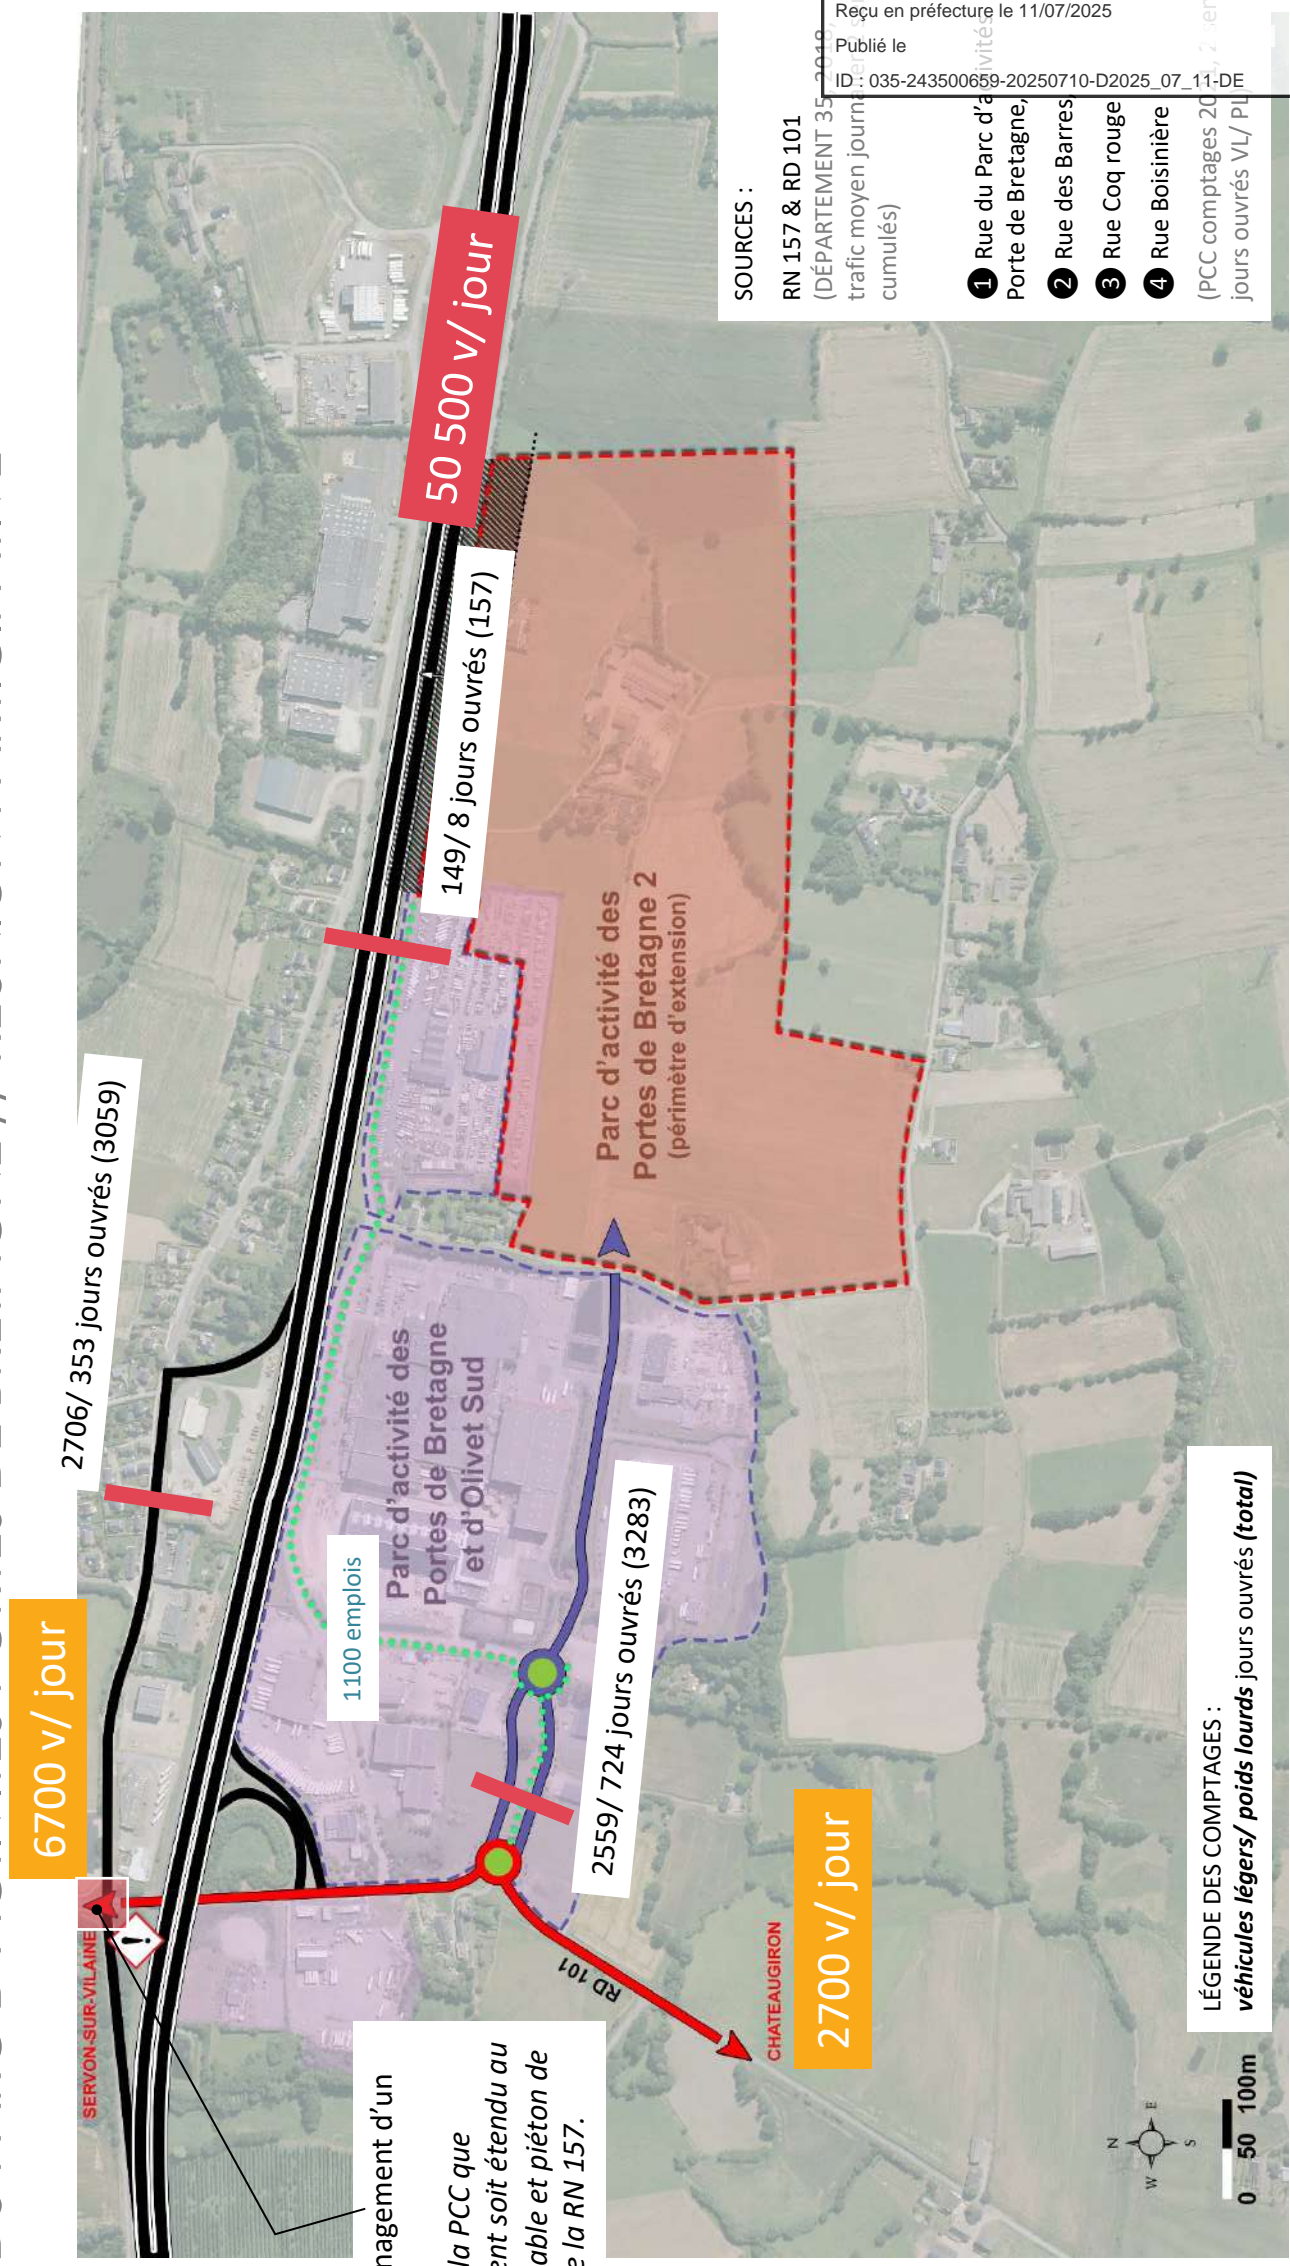 Reçu en préfecture le 11/07/2025
Publié le
ID : 035-243500659-20250710-D2025_07_11-DE
6700 v/ jour
2706/ 353 jours ouvrés (3059)
50 500 v/ jour
149/ 8 jours ouvrés (157)
SERVON-SUR-VILAINE
1100 emplois
Parc d'activité des
Portes de Bretagne
et d'Olivet Sud
Parc d'activité des
Portes de Bretagne 2
(périmètre d'extension)
2559/ 724 jours ouvrés (3283)
RD 101
CHATEAUGIRON
2700 v/ jour
d'un
la PCC que
soit étendu au
et piéton de
la RN 157.
SOURCES :
RN 157 & RD 101
(DÉPARTEMENT 35, 2018,
trafic moyen
cumulés)
1 Rue du Parc d'activités
Porte de Bretagne,
2 Rue des Barres,
3 Rue Coq rouge
4 Rue Boisinière
(PCC comptages
jours ouvrés VL/ PL)
LÉGENDE DES COMPTAGES :
véhicules légers/ poids lourds jours ouvrés (total)
N
W E
S
0 50 100m